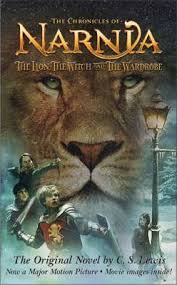 THE CHRONICLES OF
NARNIA
THE LION, THE WITCH AND THE WARDROBE
The Original Novel by C. S. Lewis
Now a Major Motion Picture • Movie images inside!